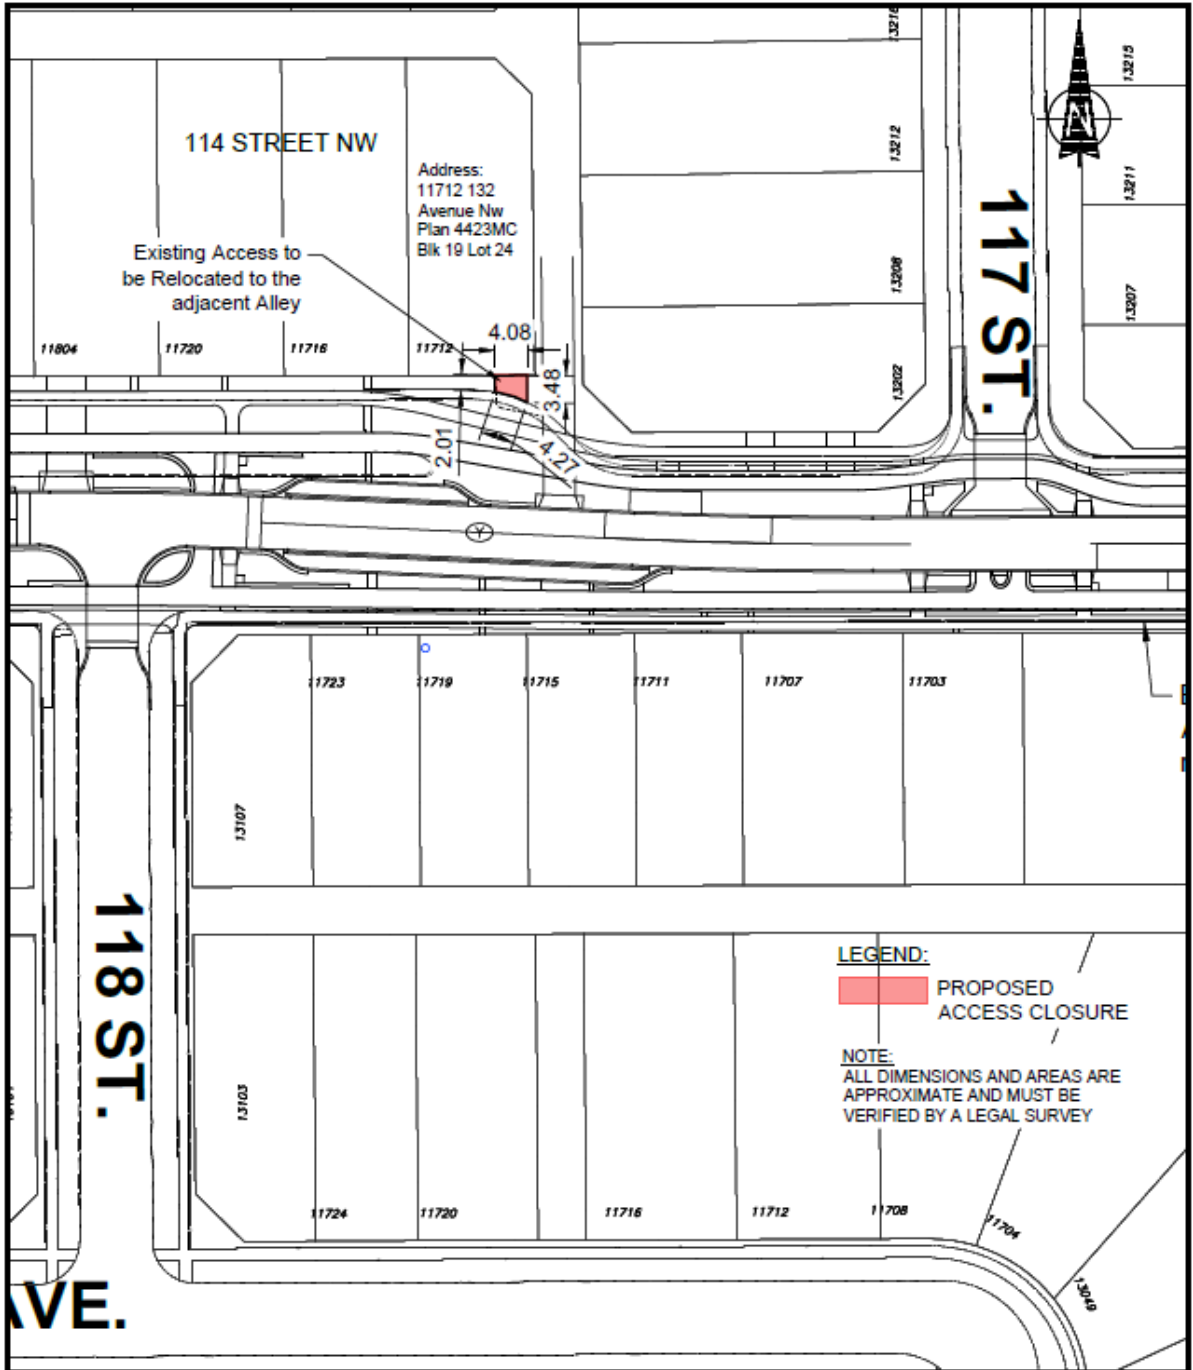 13216
13215
N
114 STREET NW
13212
Address:
11712 132
Avenue Nw
Plan 4423MC
Blk 19 Lot 24
13211
117 ST.
Existing Access to
be Relocated to the
adjacent Alley
13208
13207
4.08
11804
11720
11716
11712
3.48
13202
2.01
4.27
Y
11723
11719
11715
11711
11707
11703
13107
118 ST.
LEGEND:
PROPOSED
ACCESS CLOSURE
NOTE:
ALL DIMENSIONS AND AREAS ARE
APPROXIMATE AND MUST BE
VERIFIED BY A LEGAL SURVEY
13103
11724
11720
11716
11712
11708
11704
13049
AVE.